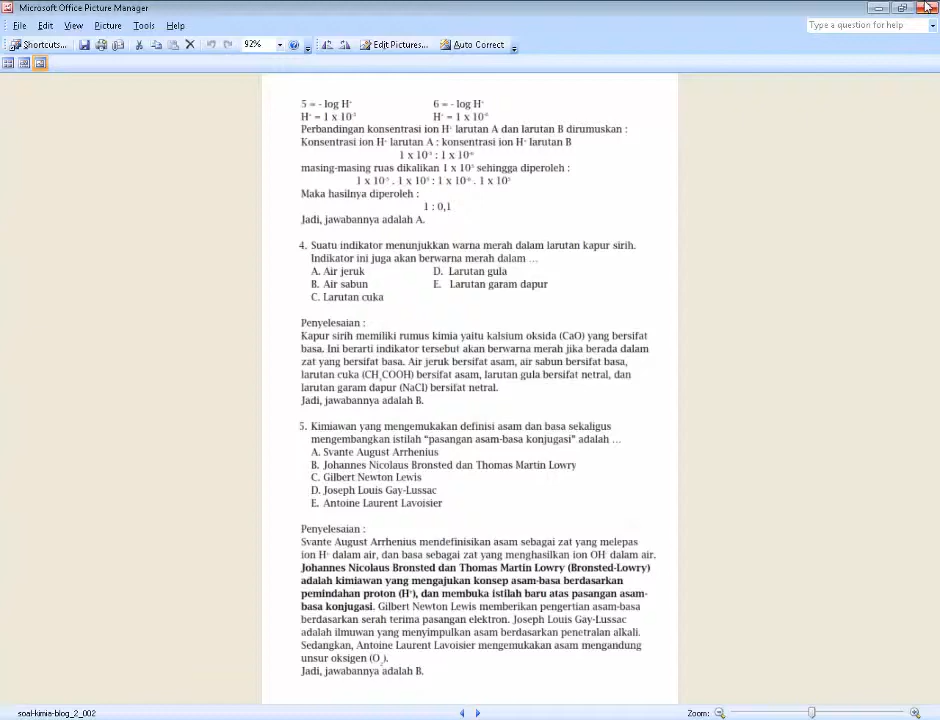 Microsoft Office Picture Manager
File Edit View Picture Tools Help
Type a question for help
Shortcuts... 92% Edit Pictures... Auto Correct
5 = - log H⁺ 6 = - log H⁺
H⁺ = 1 x 10⁻⁵ H⁺ = 1 x 10⁻⁶
Perbandingan konsentrasi ion H⁺ larutan A dan larutan B dirumuskan :
Konsentrasi ion H⁺ larutan A : konsentrasi ion H⁺ larutan B
1 x 10⁻⁵ : 1 x 10⁻⁶
masing-masing ruas dikalikan 1 x 10⁵ sehingga diperoleh :
1 x 10⁻⁵ . 1 x 10⁵ : 1 x 10⁻⁶ . 1 x 10⁵
Maka hasilnya diperoleh :
1 : 0,1
Jadi, jawabannya adalah A.
4. Suatu indikator menunjukkan warna merah dalam larutan kapur sirih.
Indikator ini juga akan berwarna merah dalam ...
A. Air jeruk D. Larutan gula
B. Air sabun E. Larutan garam dapur
C. Larutan cuka
Penyelesaian :
Kapur sirih memiliki rumus kimia yaitu kalsium oksida (CaO) yang bersifat
basa. Ini berarti indikator tersebut akan berwarna merah jika berada dalam
zat yang bersifat basa. Air jeruk bersifat asam, air sabun bersifat basa,
larutan cuka (CH₃COOH) bersifat asam, larutan gula bersifat netral, dan
larutan garam dapur (NaCl) bersifat netral.
Jadi, jawabannya adalah B.
5. Kimiawan yang mengemukakan definisi asam dan basa sekaligus
mengembangkan istilah “pasangan asam-basa konjugasi” adalah ...
A. Svante August Arrhenius
B. Johannes Nicolaus Bronsted dan Thomas Martin Lowry
C. Gilbert Newton Lewis
D. Joseph Louis Gay-Lussac
E. Antoine Laurent Lavoisier
Penyelesaian :
Svante August Arrhenius mendefinisikan asam sebagai zat yang melepas
ion H⁺ dalam air, dan basa sebagai zat yang menghasilkan ion OH⁻ dalam air.
Johannes Nicolaus Bronsted dan Thomas Martin Lowry (Bronsted-Lowry)
adalah kimiawan yang mengajukan konsep asam-basa berdasarkan
pemindahan proton (H⁺), dan membuka istilah baru atas pasangan asam-
basa konjugasi. Gilbert Newton Lewis memberikan pengertian asam-basa
berdasarkan serah terima pasangan elektron. Joseph Louis Gay-Lussac
adalah ilmuwan yang menyimpulkan asam berdasarkan penetralan alkali.
Sedangkan, Antoine Laurent Lavoisier mengemukakan asam mengandung
unsur oksigen (O₂).
Jadi, jawabannya adalah B.
soal-kimia-blog_2_002 Zoom: